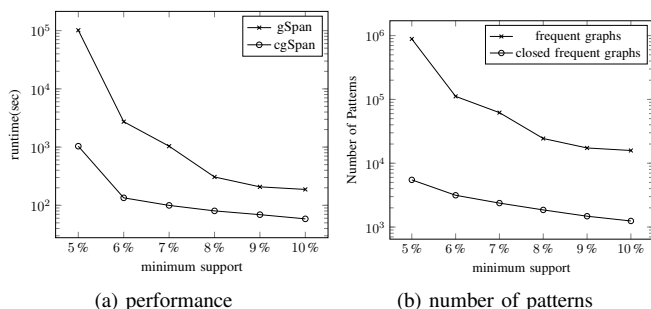 gSpan
cgSpan
10^5
10^4
10^3
10^2
runtime(sec)
5 % 6 % 7 % 8 % 9 % 10 %
minimum support
(a) performance
frequent graphs
closed frequent graphs
10^6
10^5
10^4
10^3
Number of Patterns
5 % 6 % 7 % 8 % 9 % 10 %
minimum support
(b) number of patterns